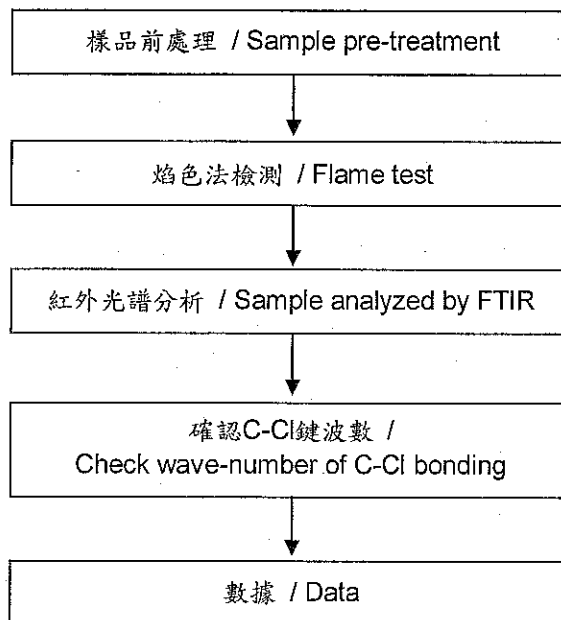 樣品前處理 / Sample pre-treatment
焰色法檢測 / Flame test
紅外光譜分析 / Sample analyzed by FTIR
確認C-Cl鍵波數 /
Check wave-number of C-Cl bonding
數據 / Data